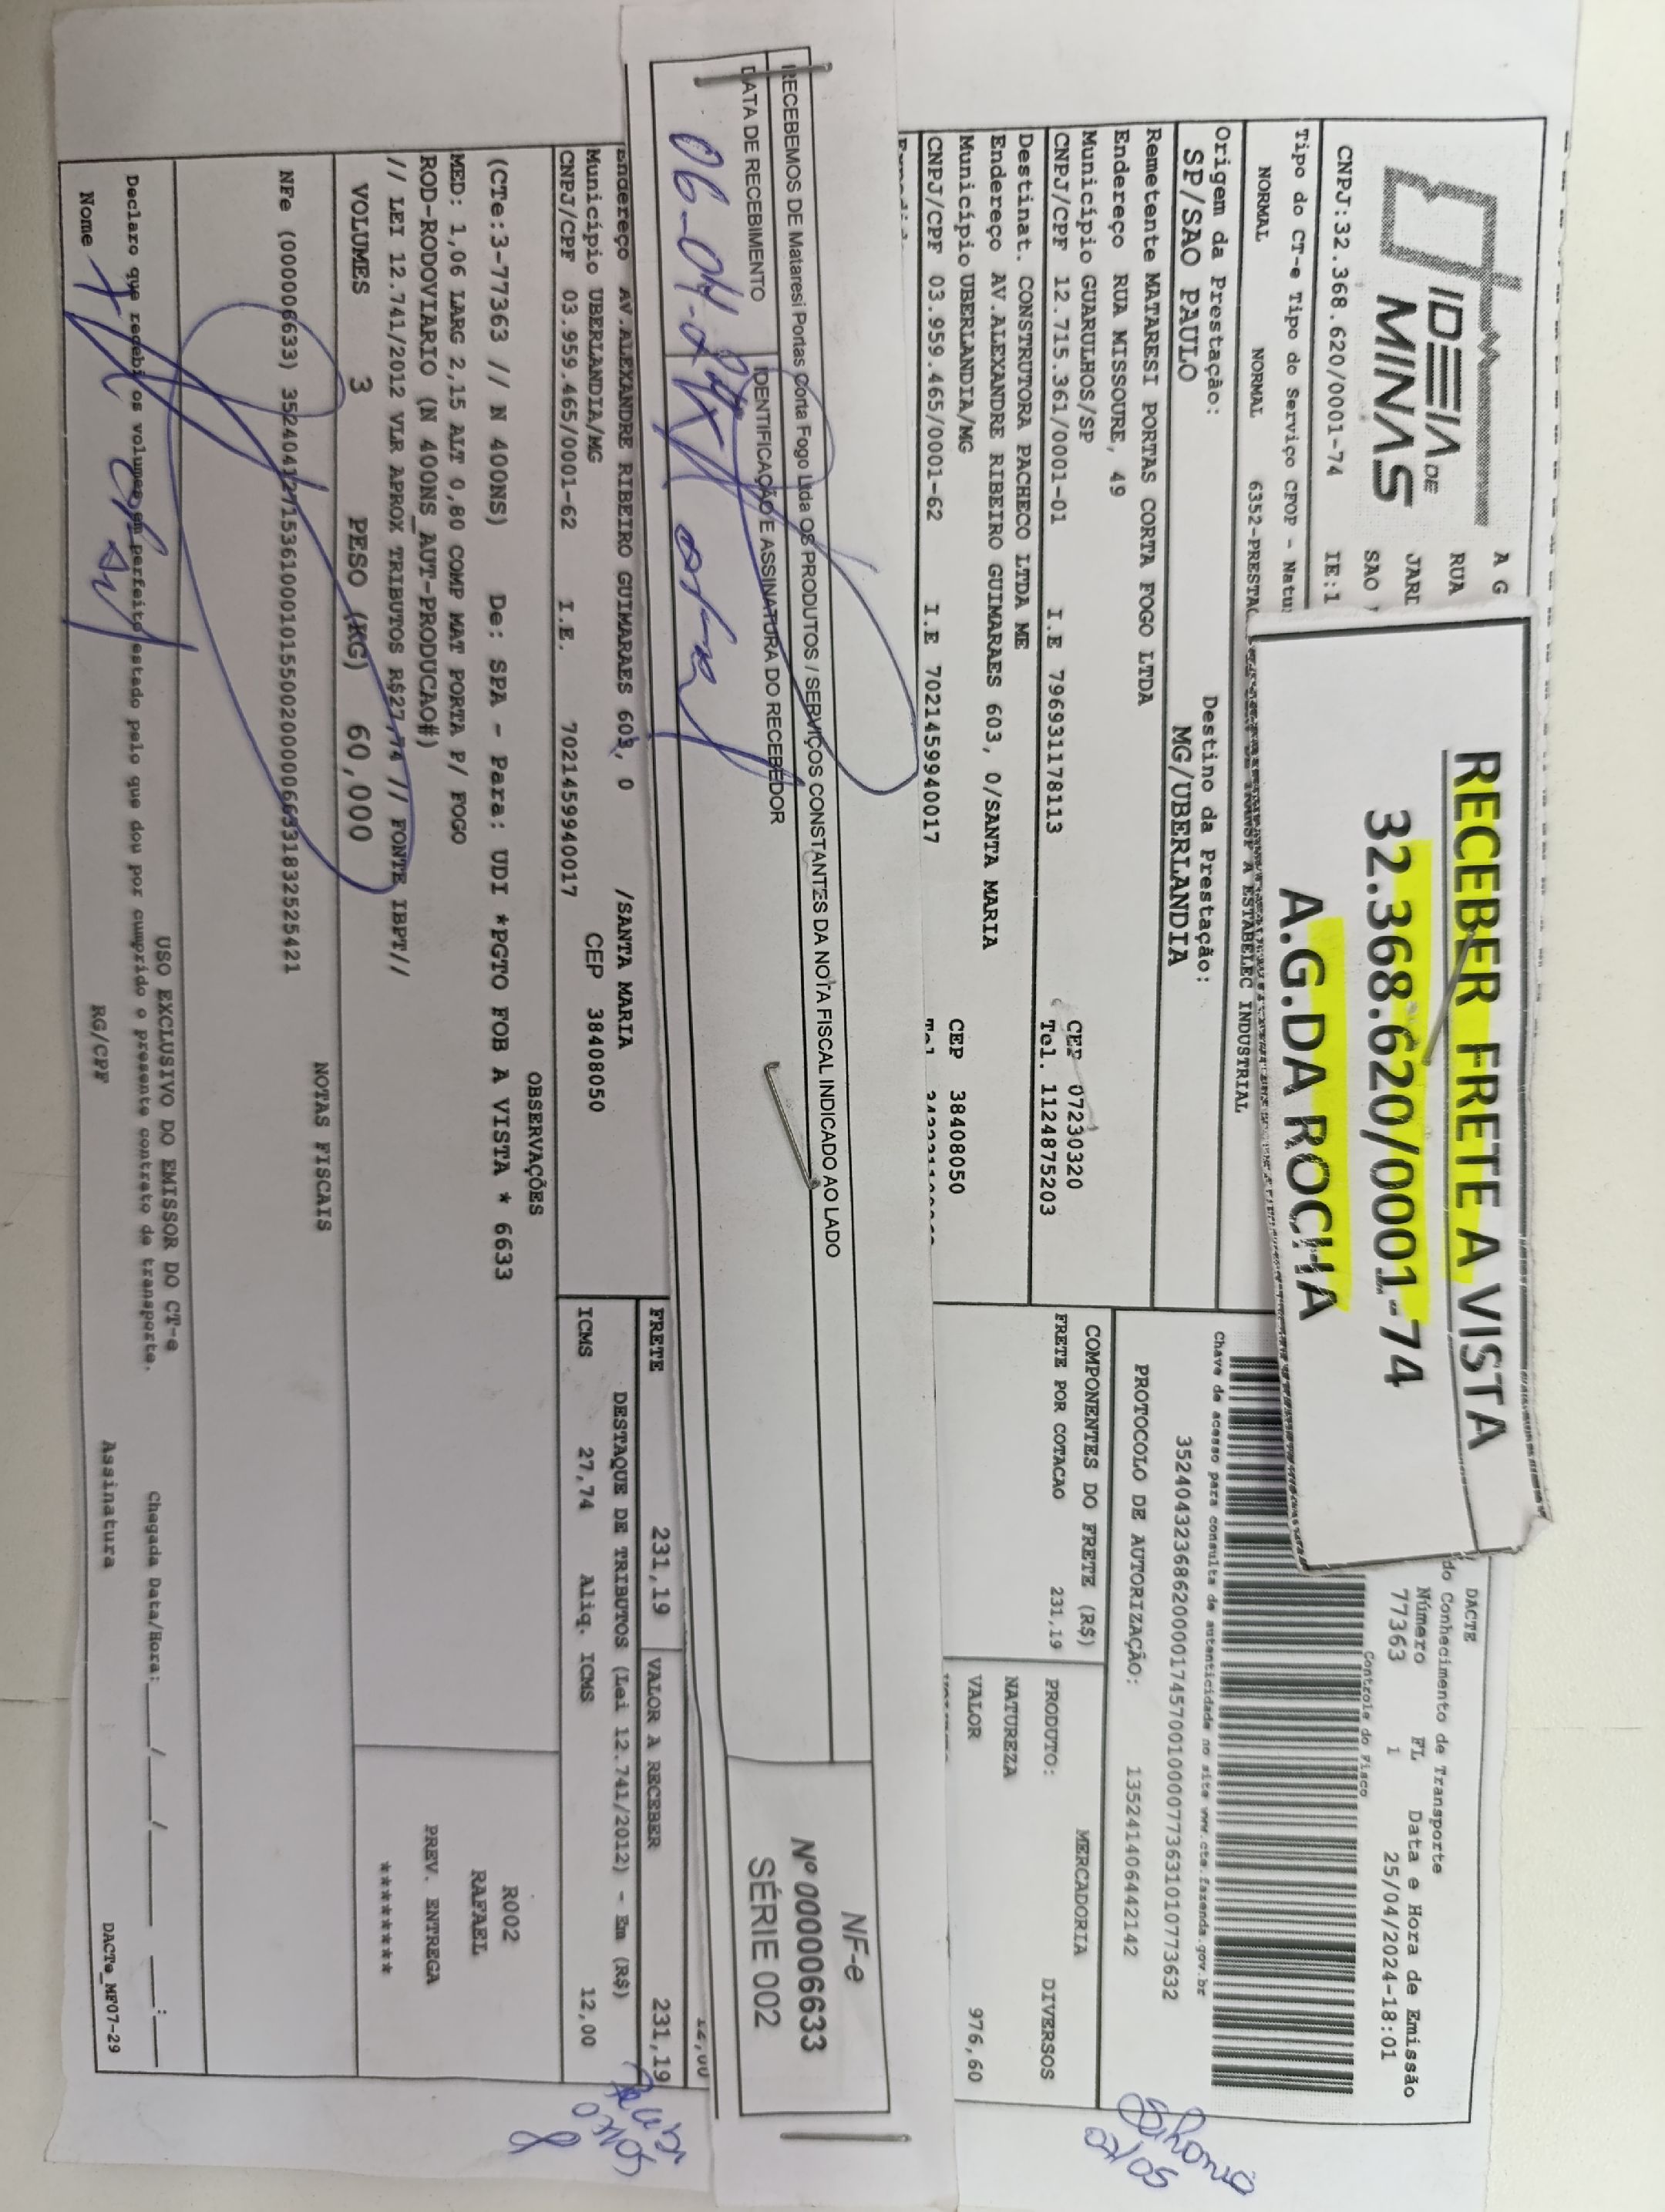 IDEIA DE
MINAS
A G
RUA
JARD
SAO
CNPJ:32.368.620/0001-74
IE:1
RECEBER FRETE A VISTA
32.368.620/0001-74
A.G.DA ROCHA
DACTE
do Conhecimento de Transporte
Número FL Data e Hora de Emissão
77363 1 25/04/2024-18:01
Controle do Fisco
Tipo do CT-e Tipo do Serviço CFOP - Natu
NORMAL NORMAL 6352-PRESTAC
A ESTABELEC INDUSTRIAL
Chave de acesso para consulta de autenticidade no site www.cte.fazenda.gov.br
35240432368620000174570010000773631010773632
PROTOCOLO DE AUTORIZAÇÃO: 135241406442142
Origem da Prestação: Destino da Prestação:
SP/SAO PAULO MG/UBERLANDIA
Remetente MATARESI PORTAS CORTA FOGO LTDA
Endereço RUA MISSOURE, 49
Município GUARULHOS/SP CEP 07230320
CNPJ/CPF 12.715.361/0001-01 I.E 796931178113 Tel. 1124875203
Destinat. CONSTRUTORA PACHECO LTDA ME
Endereço AV.ALEXANDRE RIBEIRO GUIMARAES 603, 0/SANTA MARIA
Município UBERLANDIA/MG CEP 38408050
CNPJ/CPF 03.959.465/0001-62 I.E 7021459940017
COMPONENTES DO FRETE (R$)
FRETE POR COTACAO 231,19
MERCADORIA
PRODUTO: DIVERSOS
NATUREZA
VALOR 976,60
RECEBEMOS DE Mataresi Portas Corta Fogo Ltda OS PRODUTOS / SERVIÇOS CONSTANTES DA NOTA FISCAL INDICADO AO LADO
DATA DE RECEBIMENTO
IDENTIFICAÇÃO E ASSINATURA DO RECEBEDOR
NF-e
Nº 000006633
SÉRIE 002
Endereço AV.ALEXANDRE RIBEIRO GUIMARAES 603, 0 /SANTA MARIA
Município UBERLANDIA/MG CEP 38408050
CNPJ/CPF 03.959.465/0001-62 I.E. 7021459940017
FRETE 231,19 VALOR A RECEBER 231,19
DESTAQUE DE TRIBUTOS (Lei 12.741/2012) - Em (R$)
ICMS 27,74 Aliq. ICMS 12,00
OBSERVAÇÕES
(CTe:3-77363 // N 400NS) De: SPA - Para: UDI *PGTO FOB A VISTA * 6633
MED: 1,06 LARG 2,15 ALT 0,80 COMP MAT PORTA P/ FOGO
ROD-RODOVIARIO (N 400NS_AUT-PRODUCAO#)
// LEI 12.741/2012 VLR APROX TRIBUTOS R$27,74 // FONTE IBPT//
R002
RAFAEL
PREV. ENTREGA
********
VOLUMES 3 PESO (KG) 60,000
NOTAS FISCAIS
NFe (000006633) 35240412715361000101550020000066331832525421
USO EXCLUSIVO DO EMISSOR DO CT-e
Declaro que recebi os volumes em perfeito estado pelo que dou por cumprido o presente contrato de transporte.
Chegada Data/Hora: ___/___/_____ __:__
Nome RG/CPF Assinatura
DACTe_MF07-29